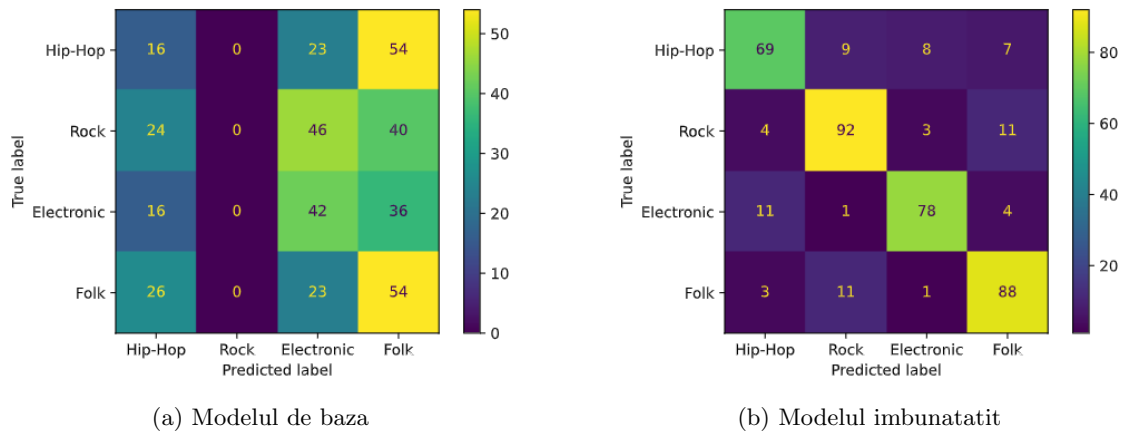 Hip-Hop 16 0 23 54
Rock 24 0 46 40
Electronic 16 0 42 36
Folk 26 0 23 54
Hip-Hop Rock Electronic Folk
Predicted label
True label
50
40
30
20
10
0
(a) Modelul de baza
Hip-Hop 69 9 8 7
Rock 4 92 3 11
Electronic 11 1 78 4
Folk 3 11 1 88
Hip-Hop Rock Electronic Folk
Predicted label
True label
80
60
40
20
(b) Modelul imbunatatit